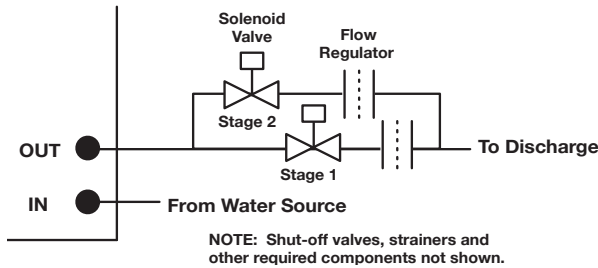 Solenoid
Valve
Flow
Regulator
Stage 2
OUT
To Discharge
Stage 1
IN
From Water Source
NOTE: Shut-off valves, strainers and
other required components not shown.